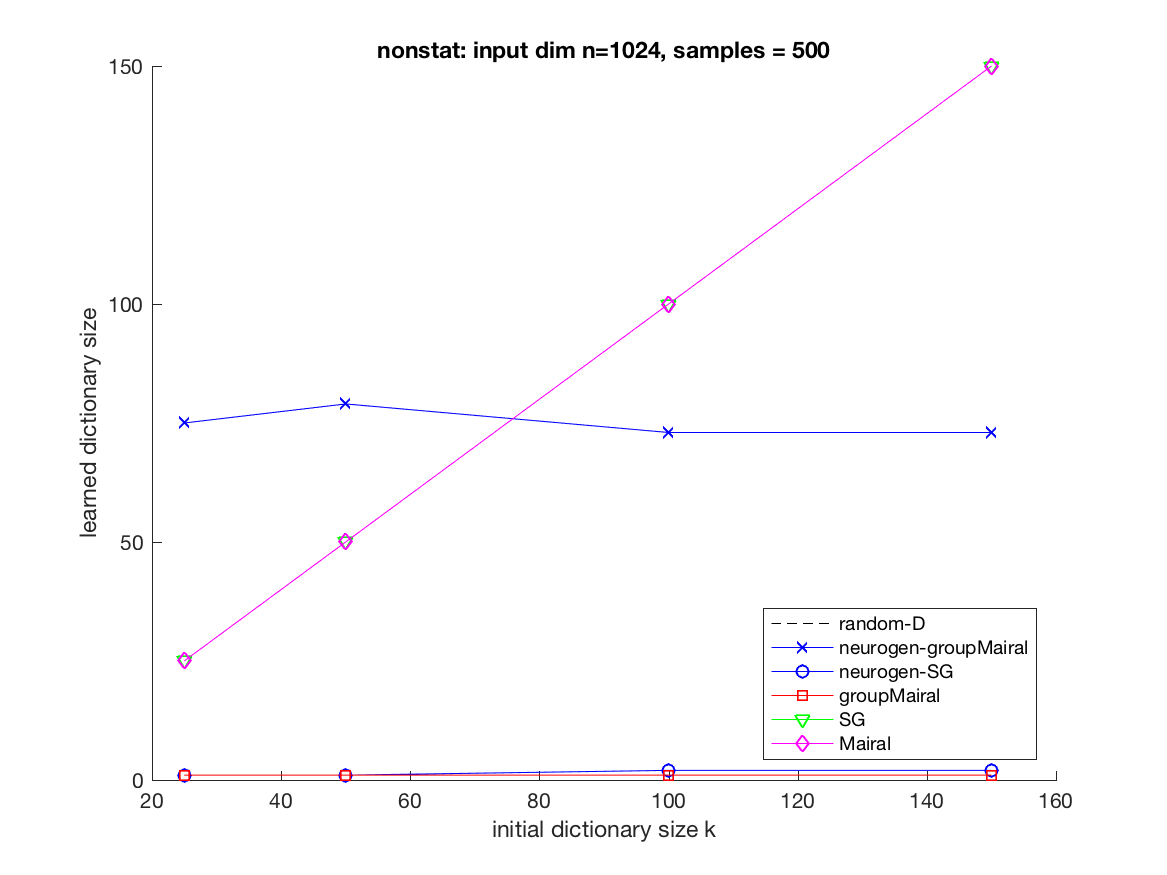 nonstat: input dim n=1024, samples = 500
150
100
50
0
learned dictionary size
20 40 60 80 100 120 140 160
initial dictionary size k
random-D
neurogen-groupMairal
neurogen-SG
groupMairal
SG
Mairal